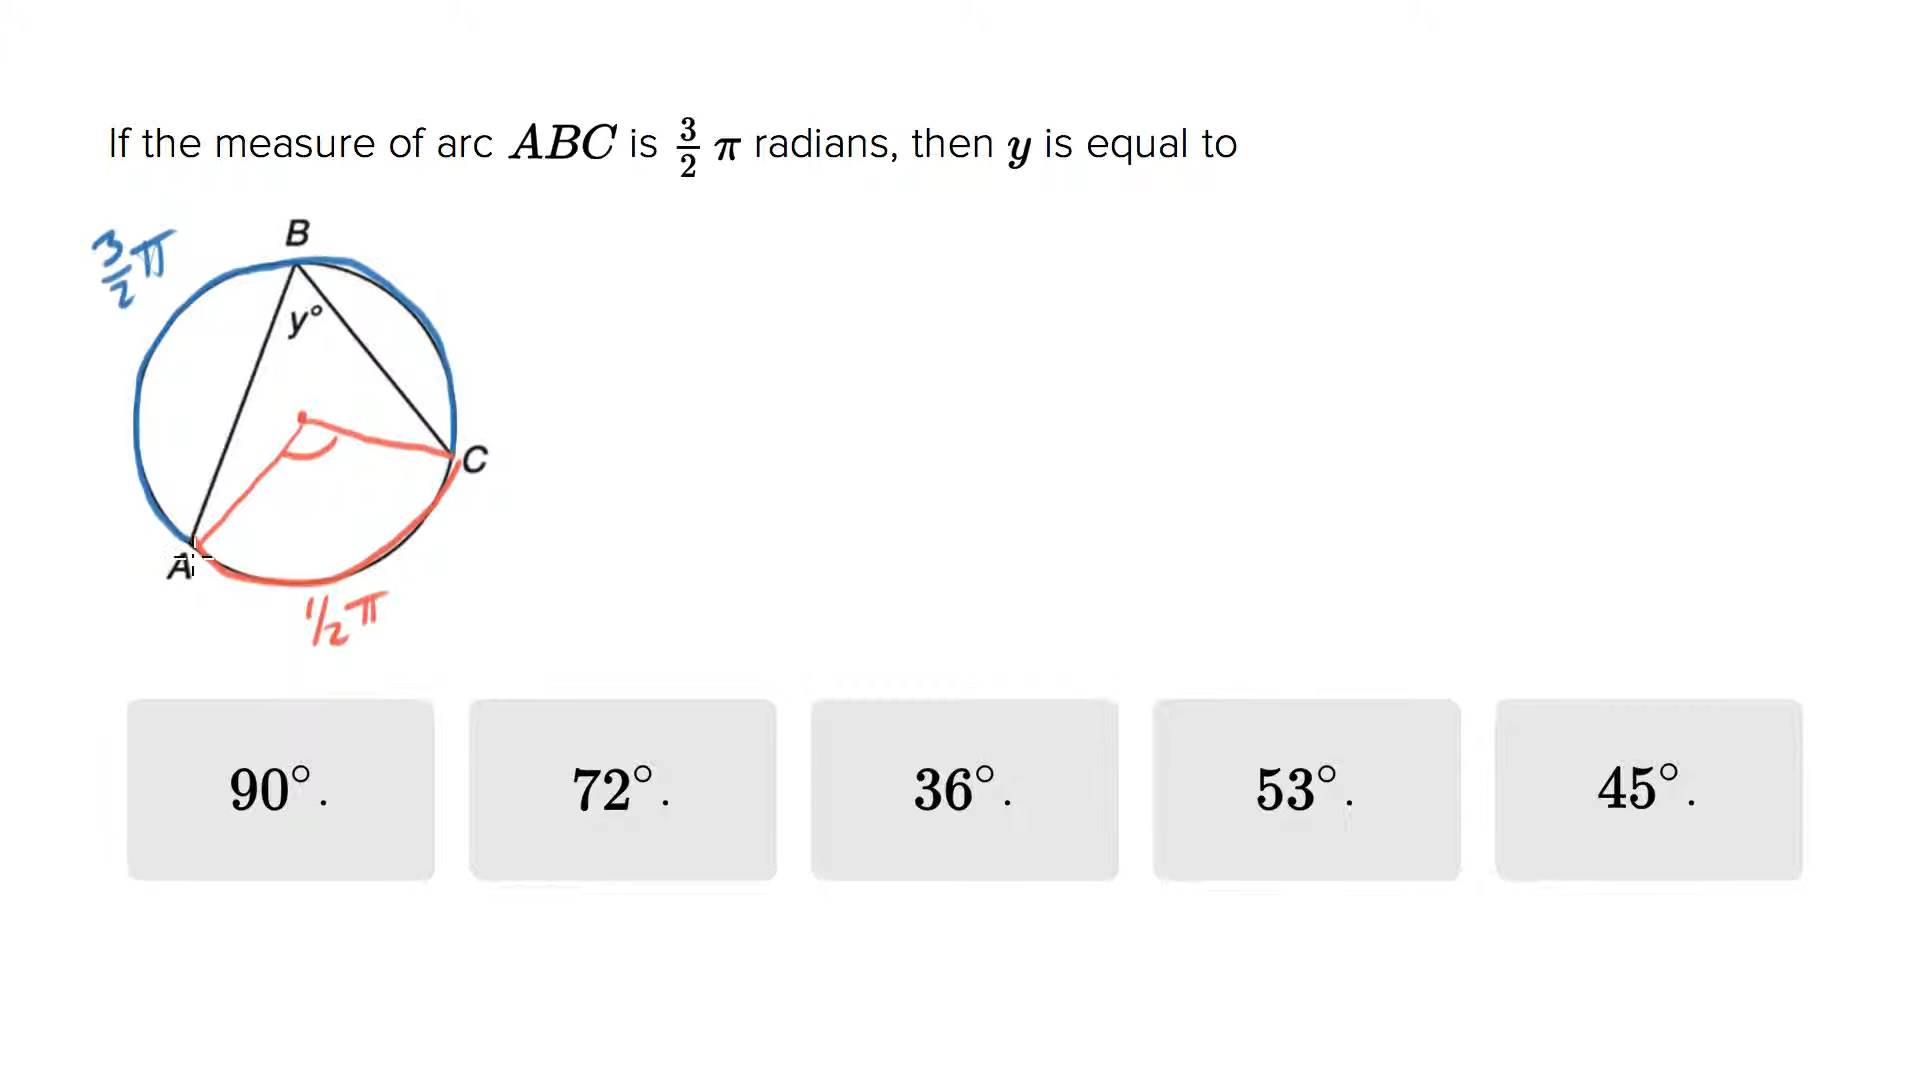 If the measure of arc ABC is 3/2 π radians, then y is equal to
B
3/2 π
y°
C
A
1/2 π
90°.
72°.
36°.
53°.
45°.